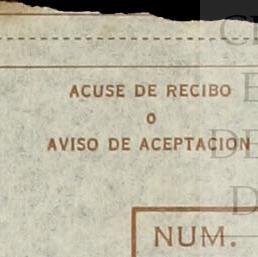 ACUSE DE RECIBO
O
AVISO DE ACEPTACION
NUM.